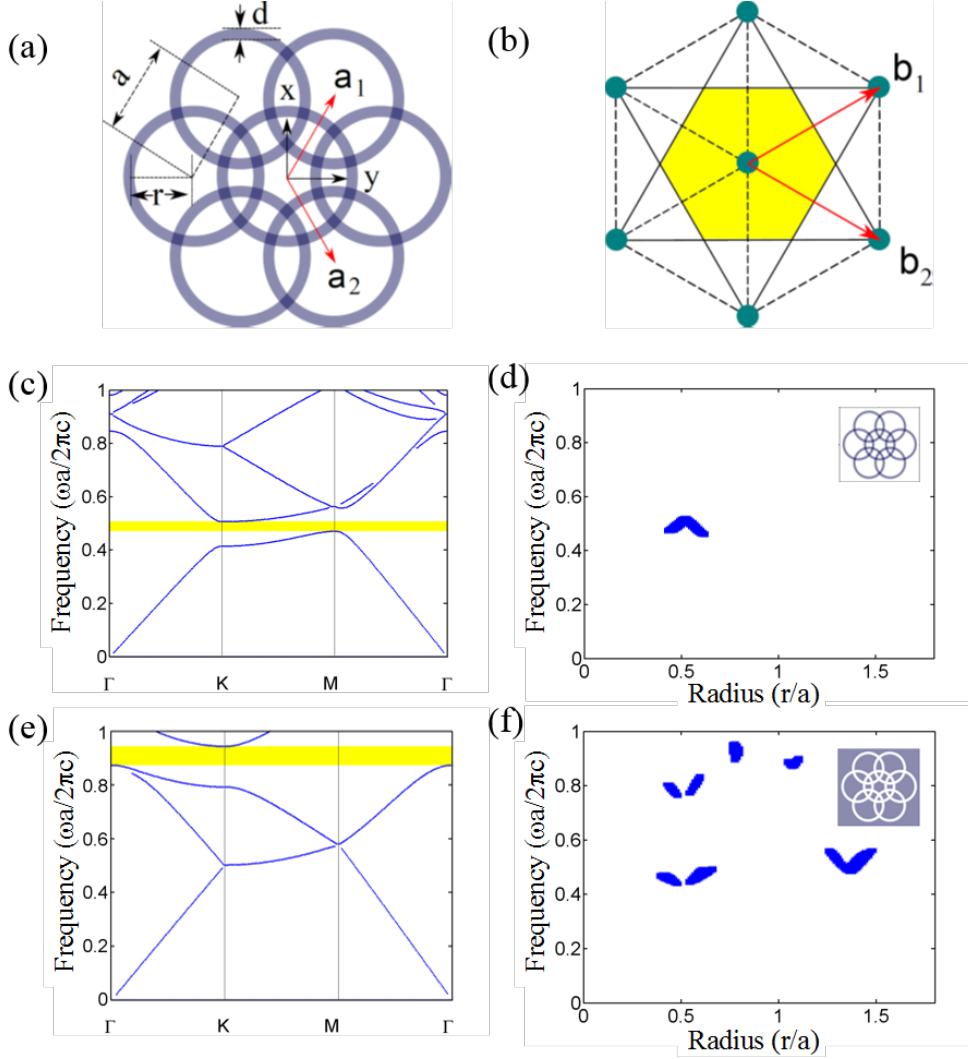 (a)
d
a
r
x
y
a1
a2
(b)
b1
b2
(c)
Frequency (ωa/2πc)
1
0.8
0.6
0.4
0.2
0
Γ K M Γ
(d)
Frequency (ωa/2πc)
1
0.8
0.6
0.4
0.2
0
0 0.5 1 1.5
Radius (r/a)
(e)
Frequency (ωa/2πc)
1
0.8
0.6
0.4
0.2
0
Γ K M Γ
(f)
Frequency (ωa/2πc)
1
0.8
0.6
0.4
0.2
0
0 0.5 1 1.5
Radius (r/a)